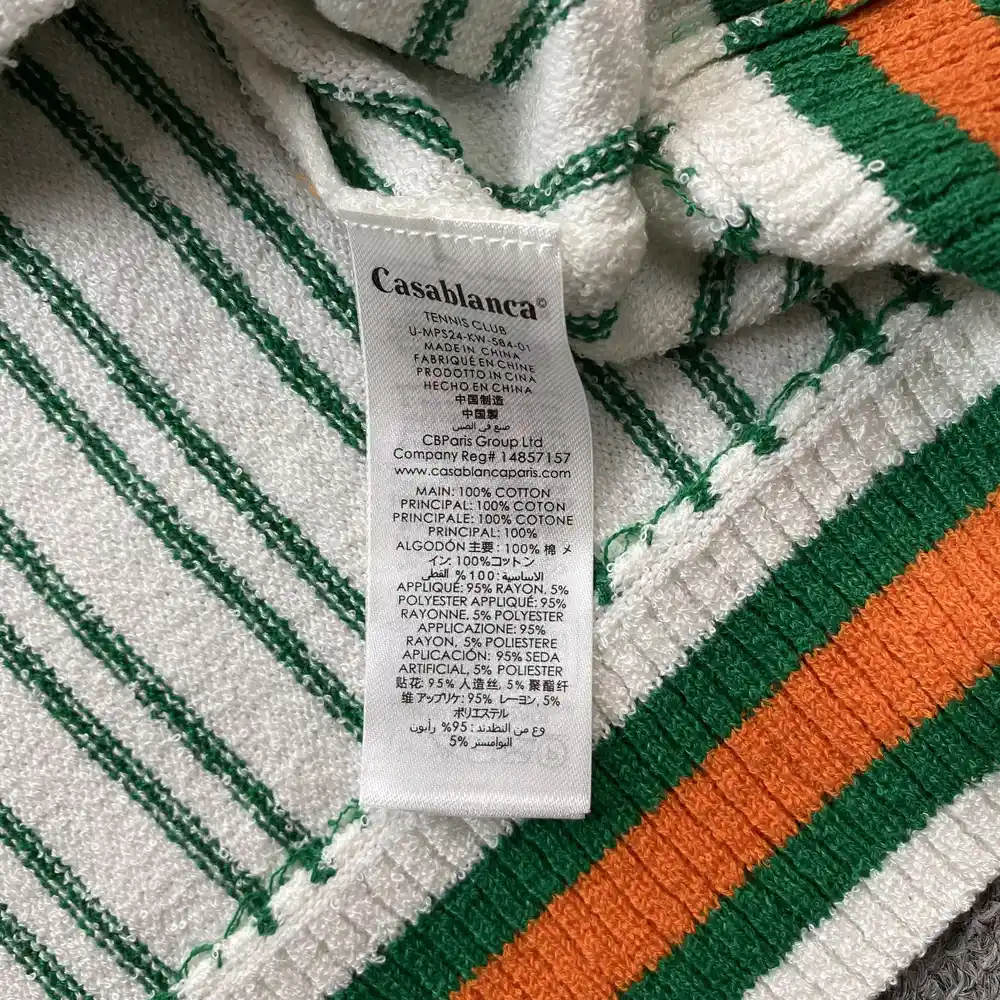 Casablanca©
TENNIS CLUB
U-MPS24-KW-584-01
MADE IN CHINA
FABRIQUÉ EN CHINE
PRODOTTO IN CINA
HECHO EN CHINA
中国制造
中国製
صنع في الصين
CBParis Group Ltd
Company Reg# 14857157
www.casablancaparis.com
MAIN: 100% COTTON
PRINCIPAL: 100% COTON
PRINCIPALE: 100% COTONE
PRINCIPAL: 100%
ALGODÓN 主要: 100% 棉 メ
イン: 100%コットン
الاساسية: 100% القطن
APPLIQUÉ: 95% RAYON, 5%
POLYESTER APPLIQUÉ: 95%
RAYONNE, 5% POLYESTER
APPLICAZIONE: 95%
RAYON, 5% POLIESTERE
APLICACIÓN: 95% SEDA
ARTIFICIAL, 5% POLIESTER
贴花: 95% 人造丝, 5% 聚酯纤
维 アップリケ: 95% レーヨン, 5%
ポリエステル
95% رأيون
5%